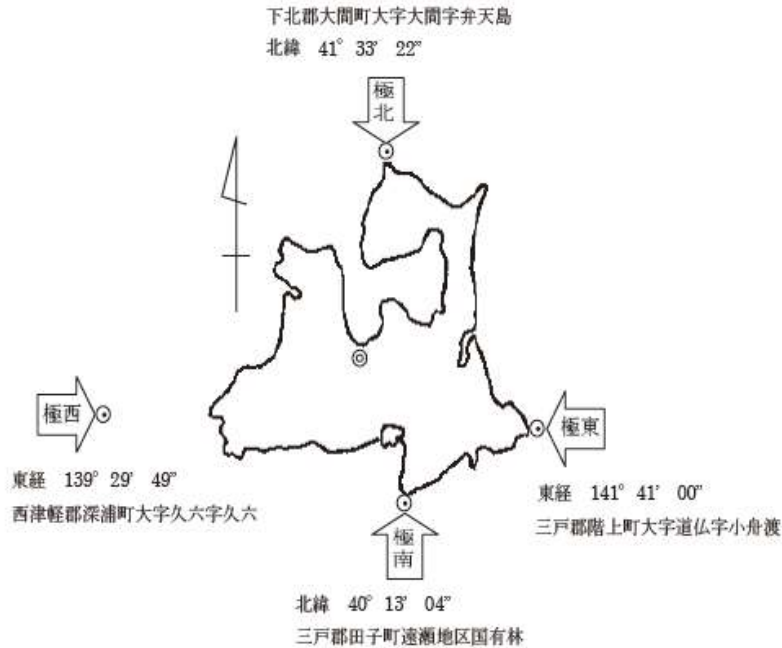 下北郡大間町大字大間字弁天島
北緯 41° 33′ 22″
極北
極西
極東
東経 139° 29′ 49″
西津軽郡深浦町大字久六字久六
東経 141° 41′ 00″
三戸郡階上町大字道仏字小舟渡
極南
北緯 40° 13′ 04″
三戸郡田子町遠瀬地区国有林